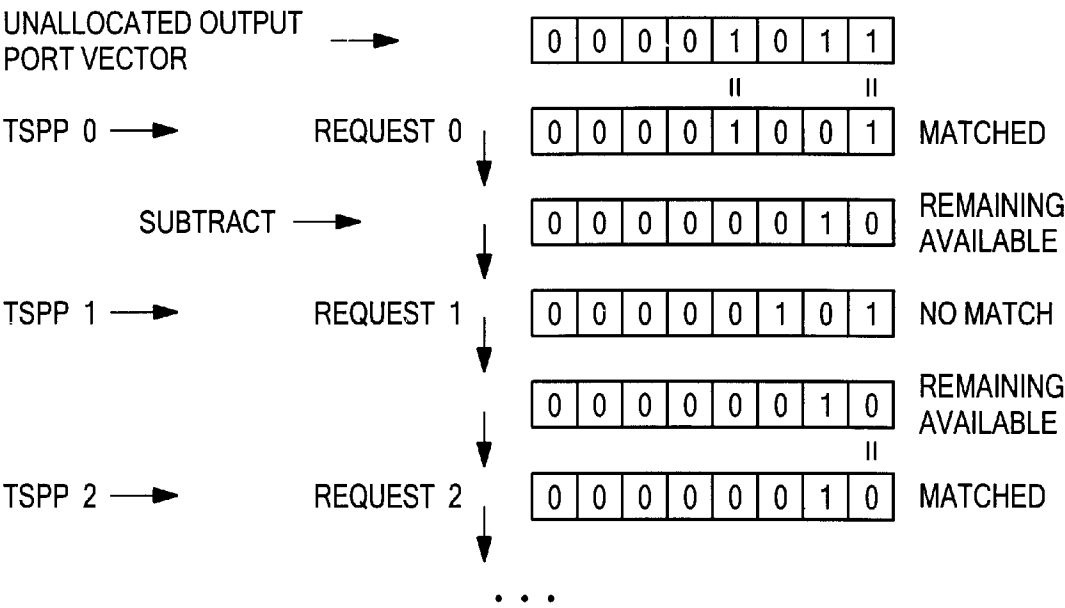 UNALLOCATED OUTPUT
PORT VECTOR
0 0 0 0 1 0 1 1
TSPP 0 REQUEST 0 0 0 0 0 1 0 0 1 MATCHED
SUBTRACT 0 0 0 0 0 0 1 0 REMAINING
AVAILABLE
TSPP 1 REQUEST 1 0 0 0 0 0 1 0 1 NO MATCH
0 0 0 0 0 0 1 0 REMAINING
AVAILABLE
TSPP 2 REQUEST 2 0 0 0 0 0 0 1 0 MATCHED
. . .